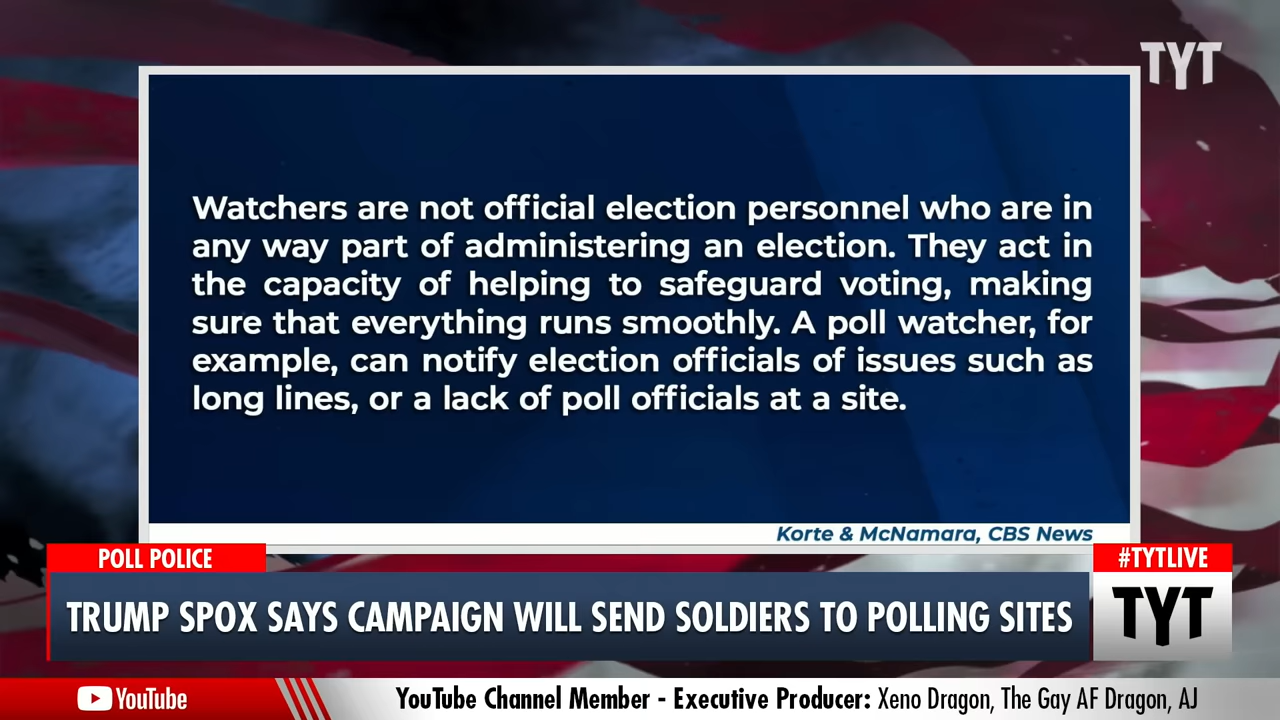 TYT
Watchers are not official election personnel who are in
any way part of administering an election. They act in
the capacity of helping to safeguard voting, making
sure that everything runs smoothly. A poll watcher, for
example, can notify election officials of issues such as
long lines, or a lack of poll officials at a site.
Korte & McNamara, CBS News
POLL POLICE
#TYTLIVE
TRUMP SPOX SAYS CAMPAIGN WILL SEND SOLDIERS TO POLLING SITES
TYT
YouTube
YouTube Channel Member - Executive Producer: Xeno Dragon, The Gay AF Dragon, AJ